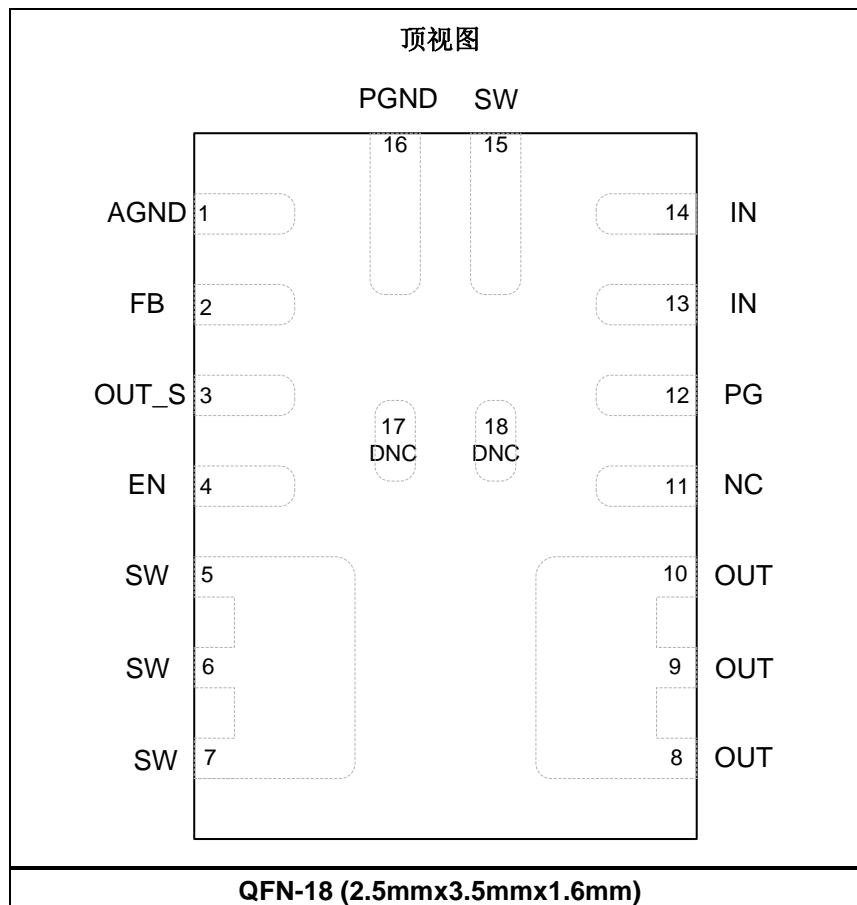 顶视图
PGND SW
16 15
AGND 1 14 IN
FB 2 13 IN
OUT_S 3 12 PG
17 18
DNC DNC
EN 4 11 NC
SW 5 10 OUT
SW 6 9 OUT
SW 7 8 OUT
QFN-18 (2.5mmx3.5mmx1.6mm)